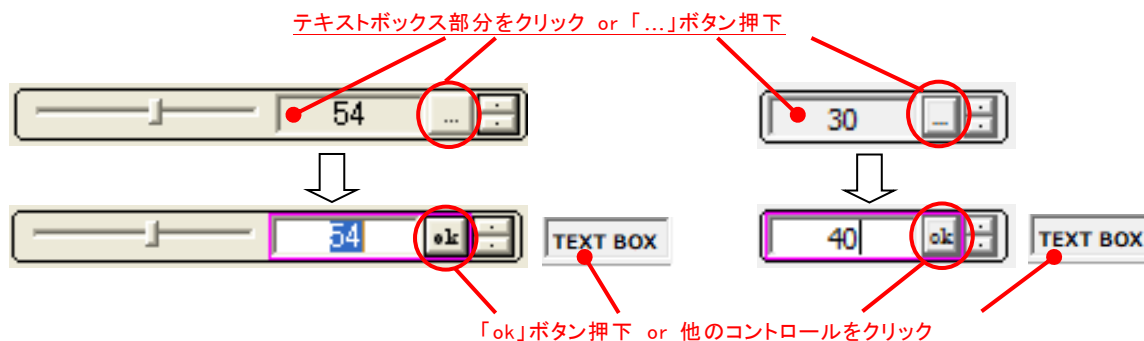 テキストボックス部分をクリック or 「...」ボタン押下
54 ... 30 ...
54 ok TEXT BOX 40 ok TEXT BOX
「ok」ボタン押下 or 他のコントロールをクリック